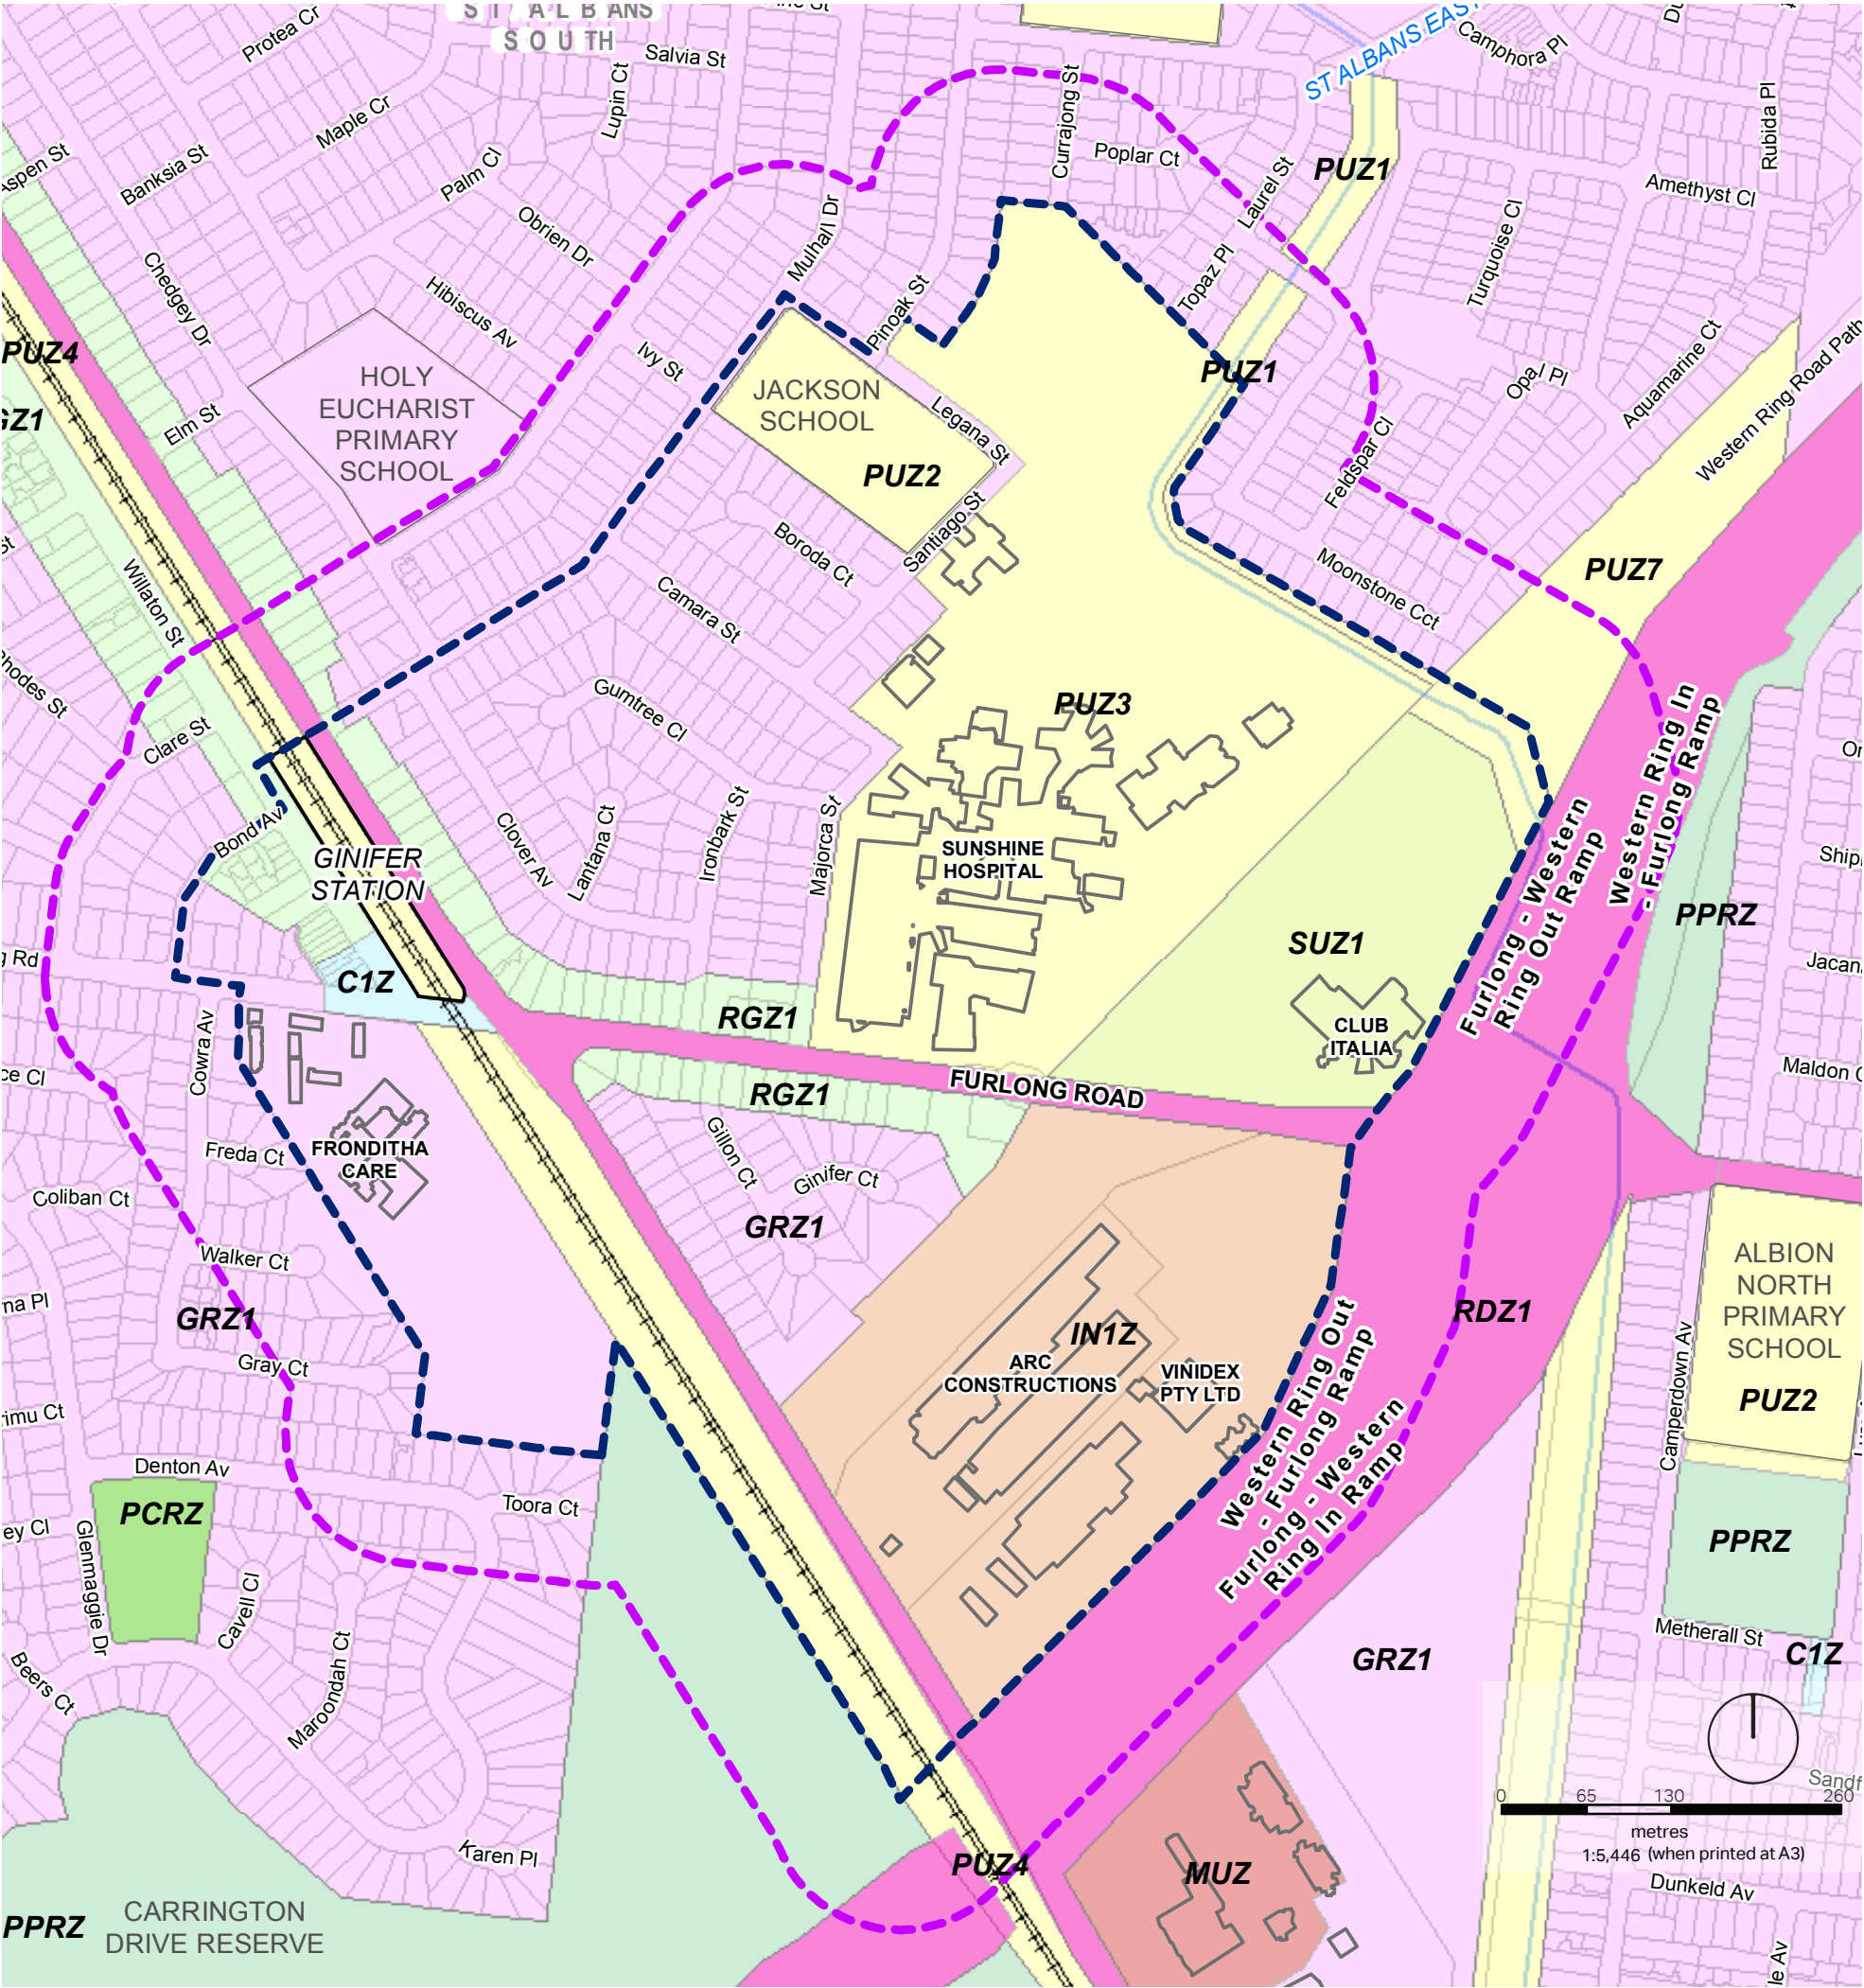 ST ALBANS
SOUTH
Protea Cr
Salvia St
Lupin Ct
Maple Cr
Banksia St
Aspen St
Palm Cl
Obrien Dr
Currajong St
Poplar Ct
Laurel St
ST ALBANS EAST
Camphora Pl
Rubida Pl
Amethyst Cl
PUZ1
Turquoise Cl
Topaz Pl
Mulhall Dr
Pinoak St
Chedgey Dr
Hibiscus Av
Ivy St
PUZ4
HOLY
EUCHARIST
PRIMARY
SCHOOL
Elm St
JACKSON
SCHOOL
Legana St
PUZ2
PUZ1
Opal Pl
Aquamarine Ct
Western Ring Road Path
Feldspar Cl
Santiago St
Boroda Ct
Camara St
Moonstone Cct
PUZ7
Willaton St
Clare St
Gumtree Cl
PUZ3
Bond Av
GINIFER
STATION
Clover Av
Lantana Ct
Ironbark St
Majorca St
SUNSHINE
HOSPITAL
SUZ1
CLUB
ITALIA
Furlong - Western
Ring Out Ramp
Western Ring In
- Furlong Ramp
PPRZ
Maldon
C1Z
RGZ1
RGZ1
FURLONG ROAD
Cowra Av
Freda Ct
FRONDITHA
CARE
Coliban Ct
Gillon Ct
Ginifer Ct
GRZ1
Walker Ct
GRZ1
Gray Ct
IN1Z
ARC
CONSTRUCTIONS
VINIDEX
PTY LTD
RDZ1
Western Ring Out
- Furlong Ramp
Furlong - Western
Ring In Ramp
ALBION
NORTH
PRIMARY
SCHOOL
PUZ2
Camperdown Av
Denton Av
PCRZ
Toora Ct
Glenmaggie Dr
Cavell Cl
Maroondah Ct
Beers Ct
Karen Pl
PPRZ
Metherall St
C1Z
GRZ1
0 65 130 260
metres
1:5,446 (when printed at A3)
Dunkeld Av
PUZ4
MUZ
PPRZ
CARRINGTON
DRIVE RESERVE